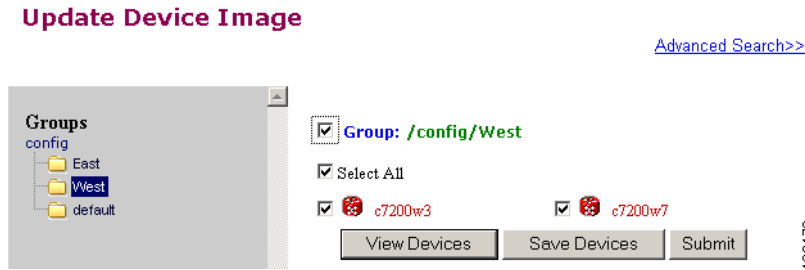 Update Device Image
Advanced Search>>
Groups
config
East
West
default
Group: /config/West
Select All
c7200w3
c7200w7
View Devices
Save Devices
Submit